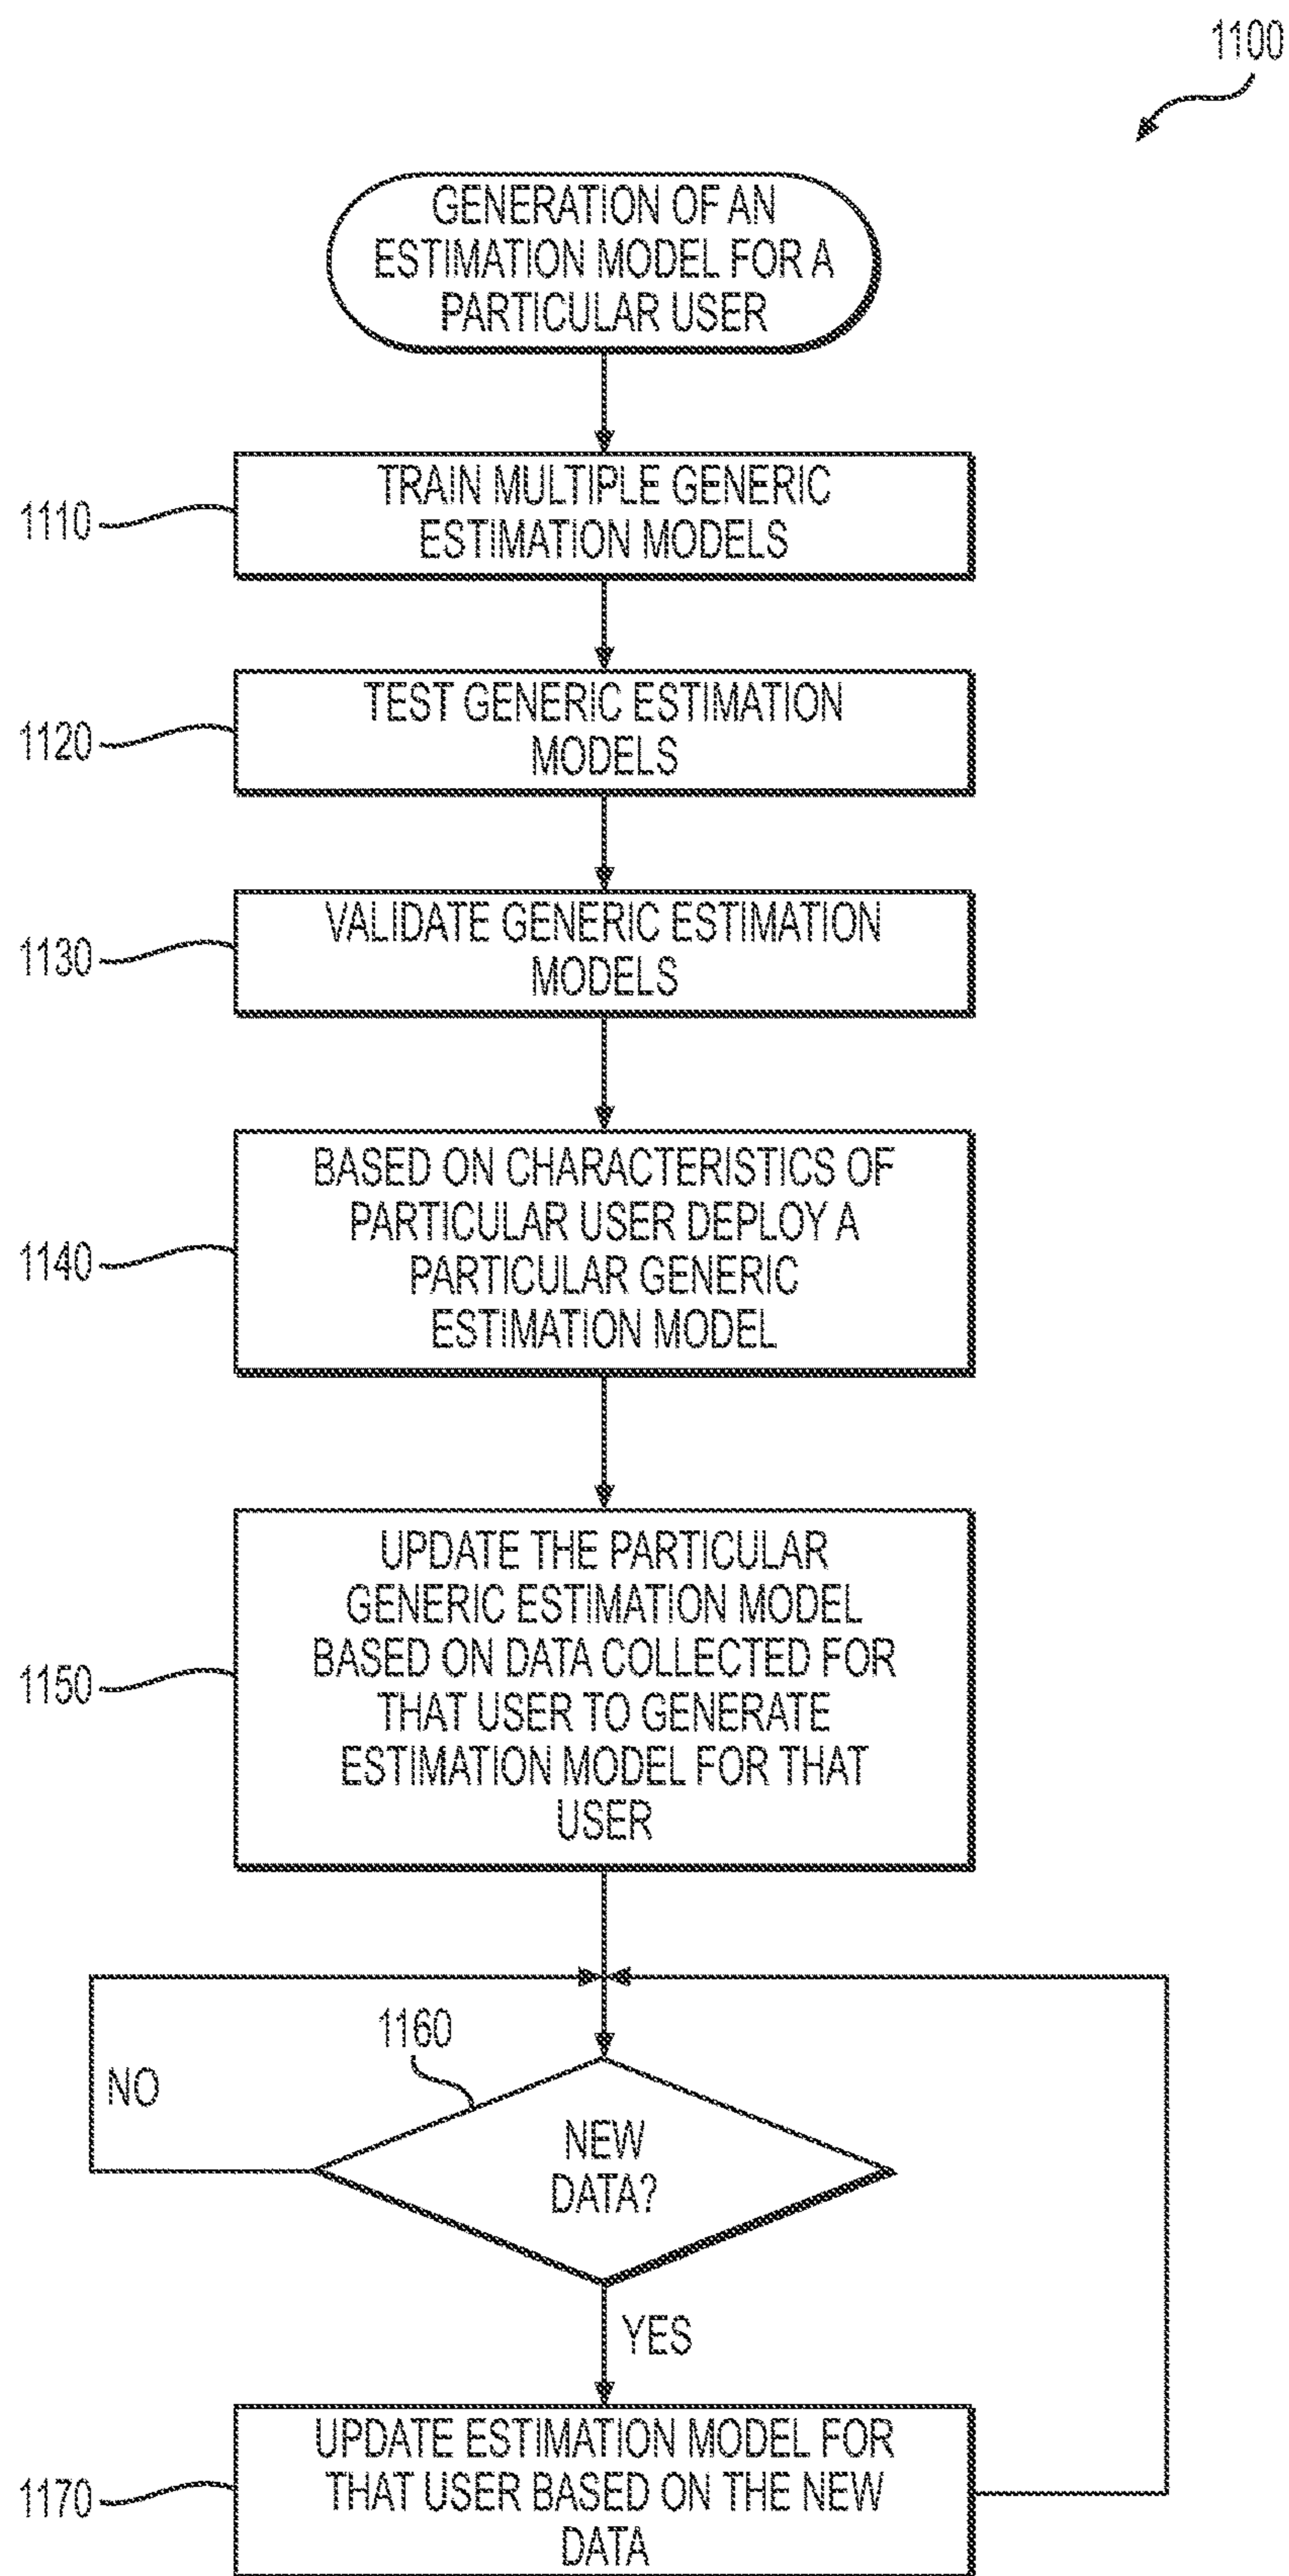 1100
GENERATION OF AN
ESTIMATION MODEL FOR A
PARTICULAR USER
1110
TRAIN MULTIPLE GENERIC
ESTIMATION MODELS
1120
TEST GENERIC ESTIMATION
MODELS
1130
VALIDATE GENERIC ESTIMATION
MODELS
1140
BASED ON CHARACTERISTICS OF
PARTICULAR USER DEPLOY A
PARTICULAR GENERIC
ESTIMATION MODEL
1150
UPDATE THE PARTICULAR
GENERIC ESTIMATION MODEL
BASED ON DATA COLLECTED FOR
THAT USER TO GENERATE
ESTIMATION MODEL FOR THAT
USER
1160
NO
NEW
DATA?
YES
1170
UPDATE ESTIMATION MODEL FOR
THAT USER BASED ON THE NEW
DATA